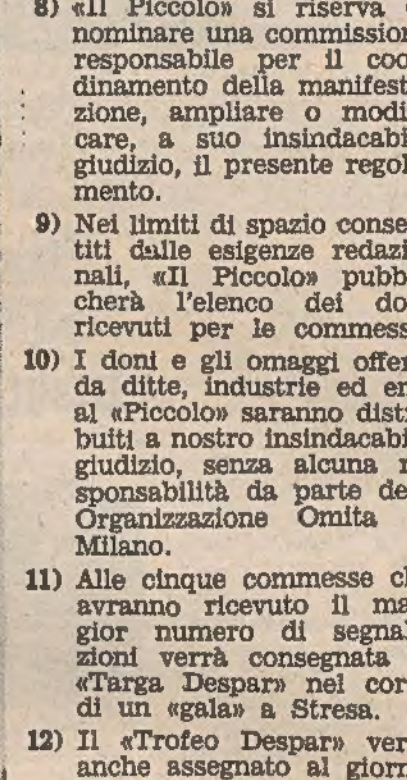 8) «Il Piccolo» si riserva
nominare una commission
responsabile per il coo
dinamento della manifest
zione, ampliare o modi
care, a suo insindacabi
giudizio, il presente regol
mento.
9) Nei limiti di spazio conse
titi dalle esigenze redazi
nali, «Il Piccolo» pubb
cherà l'elenco dei do
ricevuti per le commess
10) I doni e gli omaggi offer
da ditte, industrie ed en
al «Piccolo» saranno distr
buiti a nostro insindacabi
giudizio, senza alcuna r
sponsabilità da parte de
Organizzazione Omita
Milano.
11) Alle cinque commesse ch
avranno ricevuto il ma
gior numero di segnal
zioni verrà consegnata
«Targa Despar» nel cor
di un «gala» a Stresa.
12) Il «Trofeo Despar» ver
anche assegnato al giorn